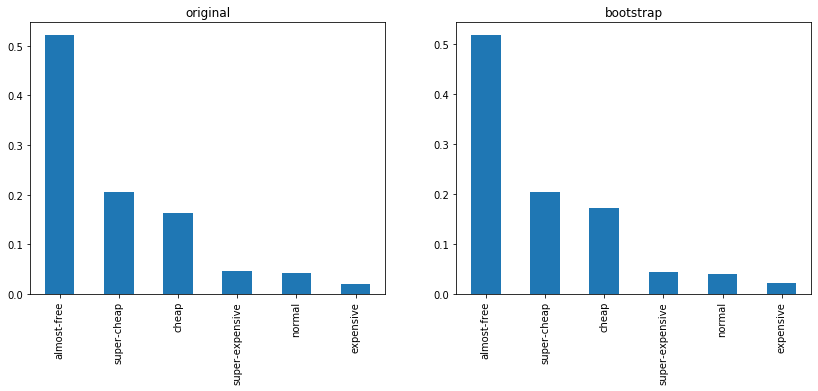 original
0.5
0.4
0.3
0.2
0.1
0.0
almost-free
super-cheap
cheap
super-expensive
normal
expensive
bootstrap
0.5
0.4
0.3
0.2
0.1
0.0
almost-free
super-cheap
cheap
super-expensive
normal
expensive